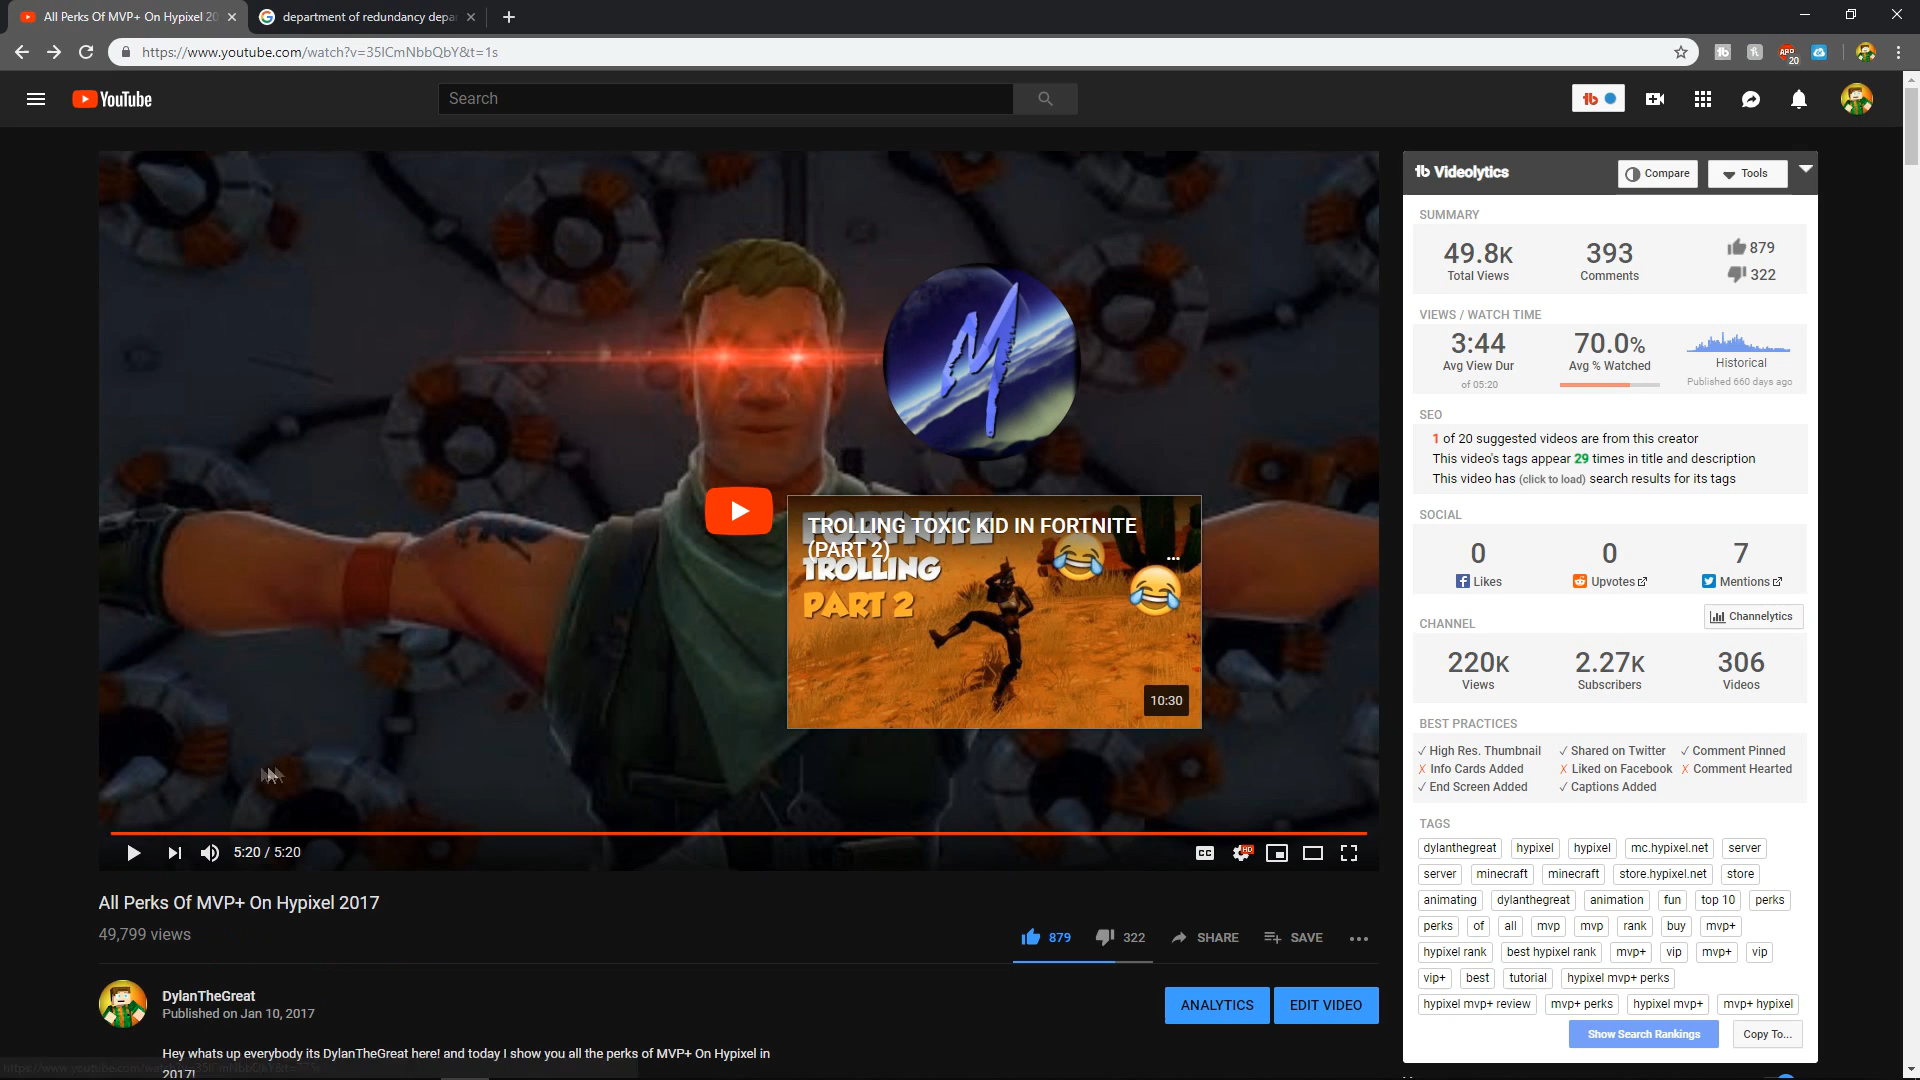 All Perks Of MVP+ On Hypixel 20
department of redundancy depa
https://www.youtube.com/watch?v=35ICmNbbQbY&t=1s
20
YouTube
Search
TROLLING TOXIC KID IN FORTNITE
(PART 2)
FORTNITE
TROLLING
PART 2
10:30
5:20 / 5:20
CC
HD
All Perks Of MVP+ On Hypixel 2017
49,799 views
879
322
SHARE
SAVE
DylanTheGreat
Published on Jan 10, 2017
ANALYTICS
EDIT VIDEO
Hey whats up everybody its DylanTheGreat here! and today I show you all the perks of MVP+ On Hypixel in
2017!
Videolytics
Compare
Tools
SUMMARY
49.8K
Total Views
393
Comments
879
322
VIEWS / WATCH TIME
3:44
Avg View Dur
of 05:20
70.0%
Avg % Watched
Historical
Published 660 days ago
SEO
1 of 20 suggested videos are from this creator
This video's tags appear 29 times in title and description
This video has (click to load) search results for its tags
SOCIAL
0
Likes
0
Upvotes
7
Mentions
CHANNEL
Channelytics
220K
Views
2.27K
Subscribers
306
Videos
BEST PRACTICES
✓ High Res. Thumbnail ✓ Shared on Twitter ✓ Comment Pinned
✗ Info Cards Added ✗ Liked on Facebook ✗ Comment Hearted
✓ End Screen Added ✓ Captions Added
TAGS
dylanthegreat hypixel hypixel mc.hypixel.net server
server minecraft minecraft store.hypixel.net store
animating dylanthegreat animation fun top 10 perks
perks of all mvp mvp rank buy mvp+
hypixel rank best hypixel rank mvp+ vip mvp+ vip
vip+ best tutorial hypixel mvp+ perks
hypixel mvp+ review mvp+ perks hypixel mvp+ mvp+ hypixel
Show Search Rankings
Copy To...